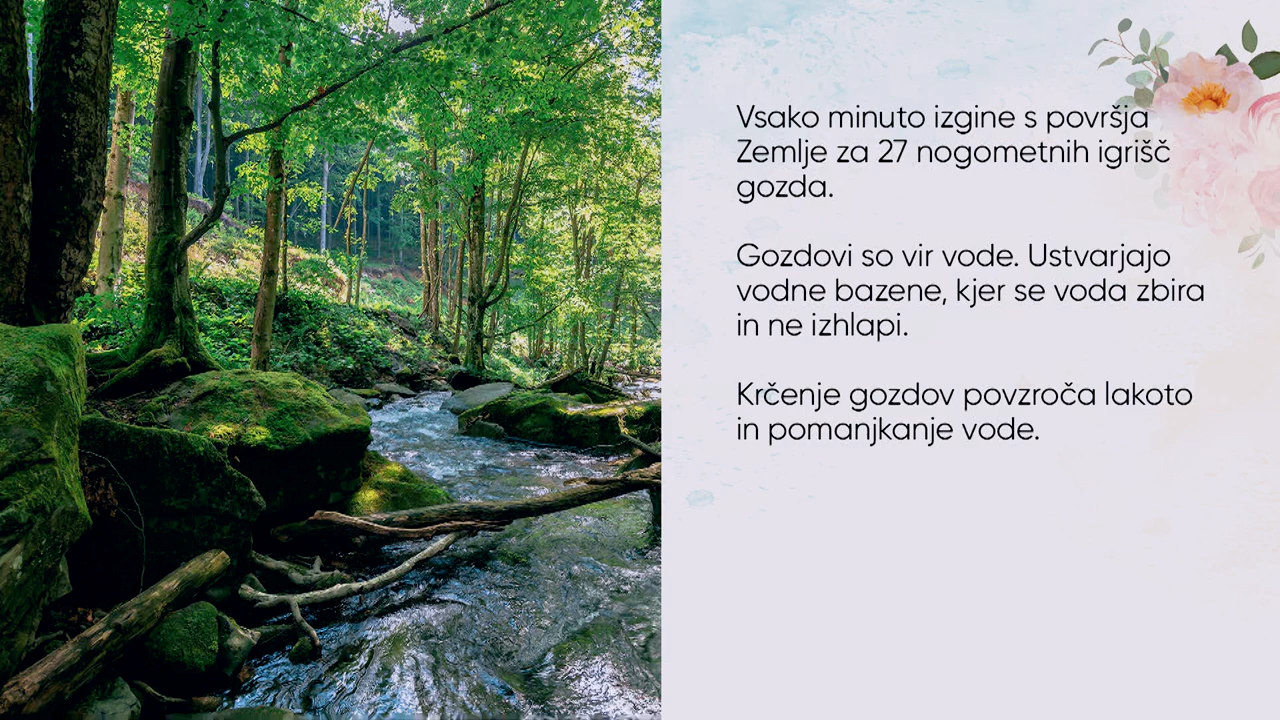 Vsako minuto izgine s površja
Zemlje za 27 nogometnih igrišč
gozda.
Gozdovi so vir vode. Ustvarjajo
vodne bazene, kjer se voda zbira
in ne izhlapi.
Krčenje gozdov povzroča lakoto
in pomanjkanje vode.